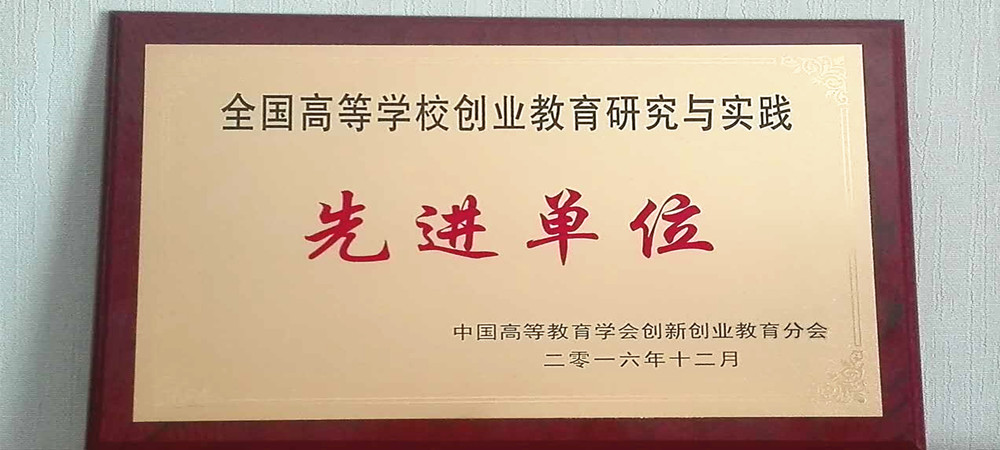 全国高等学校创业教育研究与实践
先进单位
中国高等教育学会创新创业教育分会
二零一六年十二月